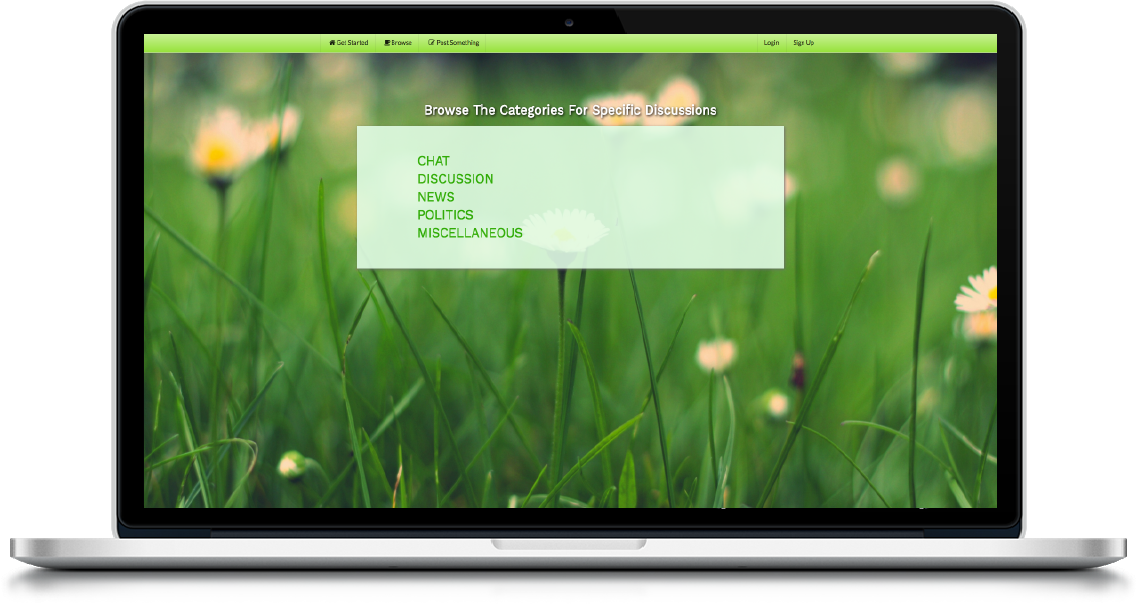 Get Started Browse Post Something Login Sign Up
Browse The Categories For Specific Discussions
CHAT
DISCUSSION
NEWS
POLITICS
MISCELLANEOUS